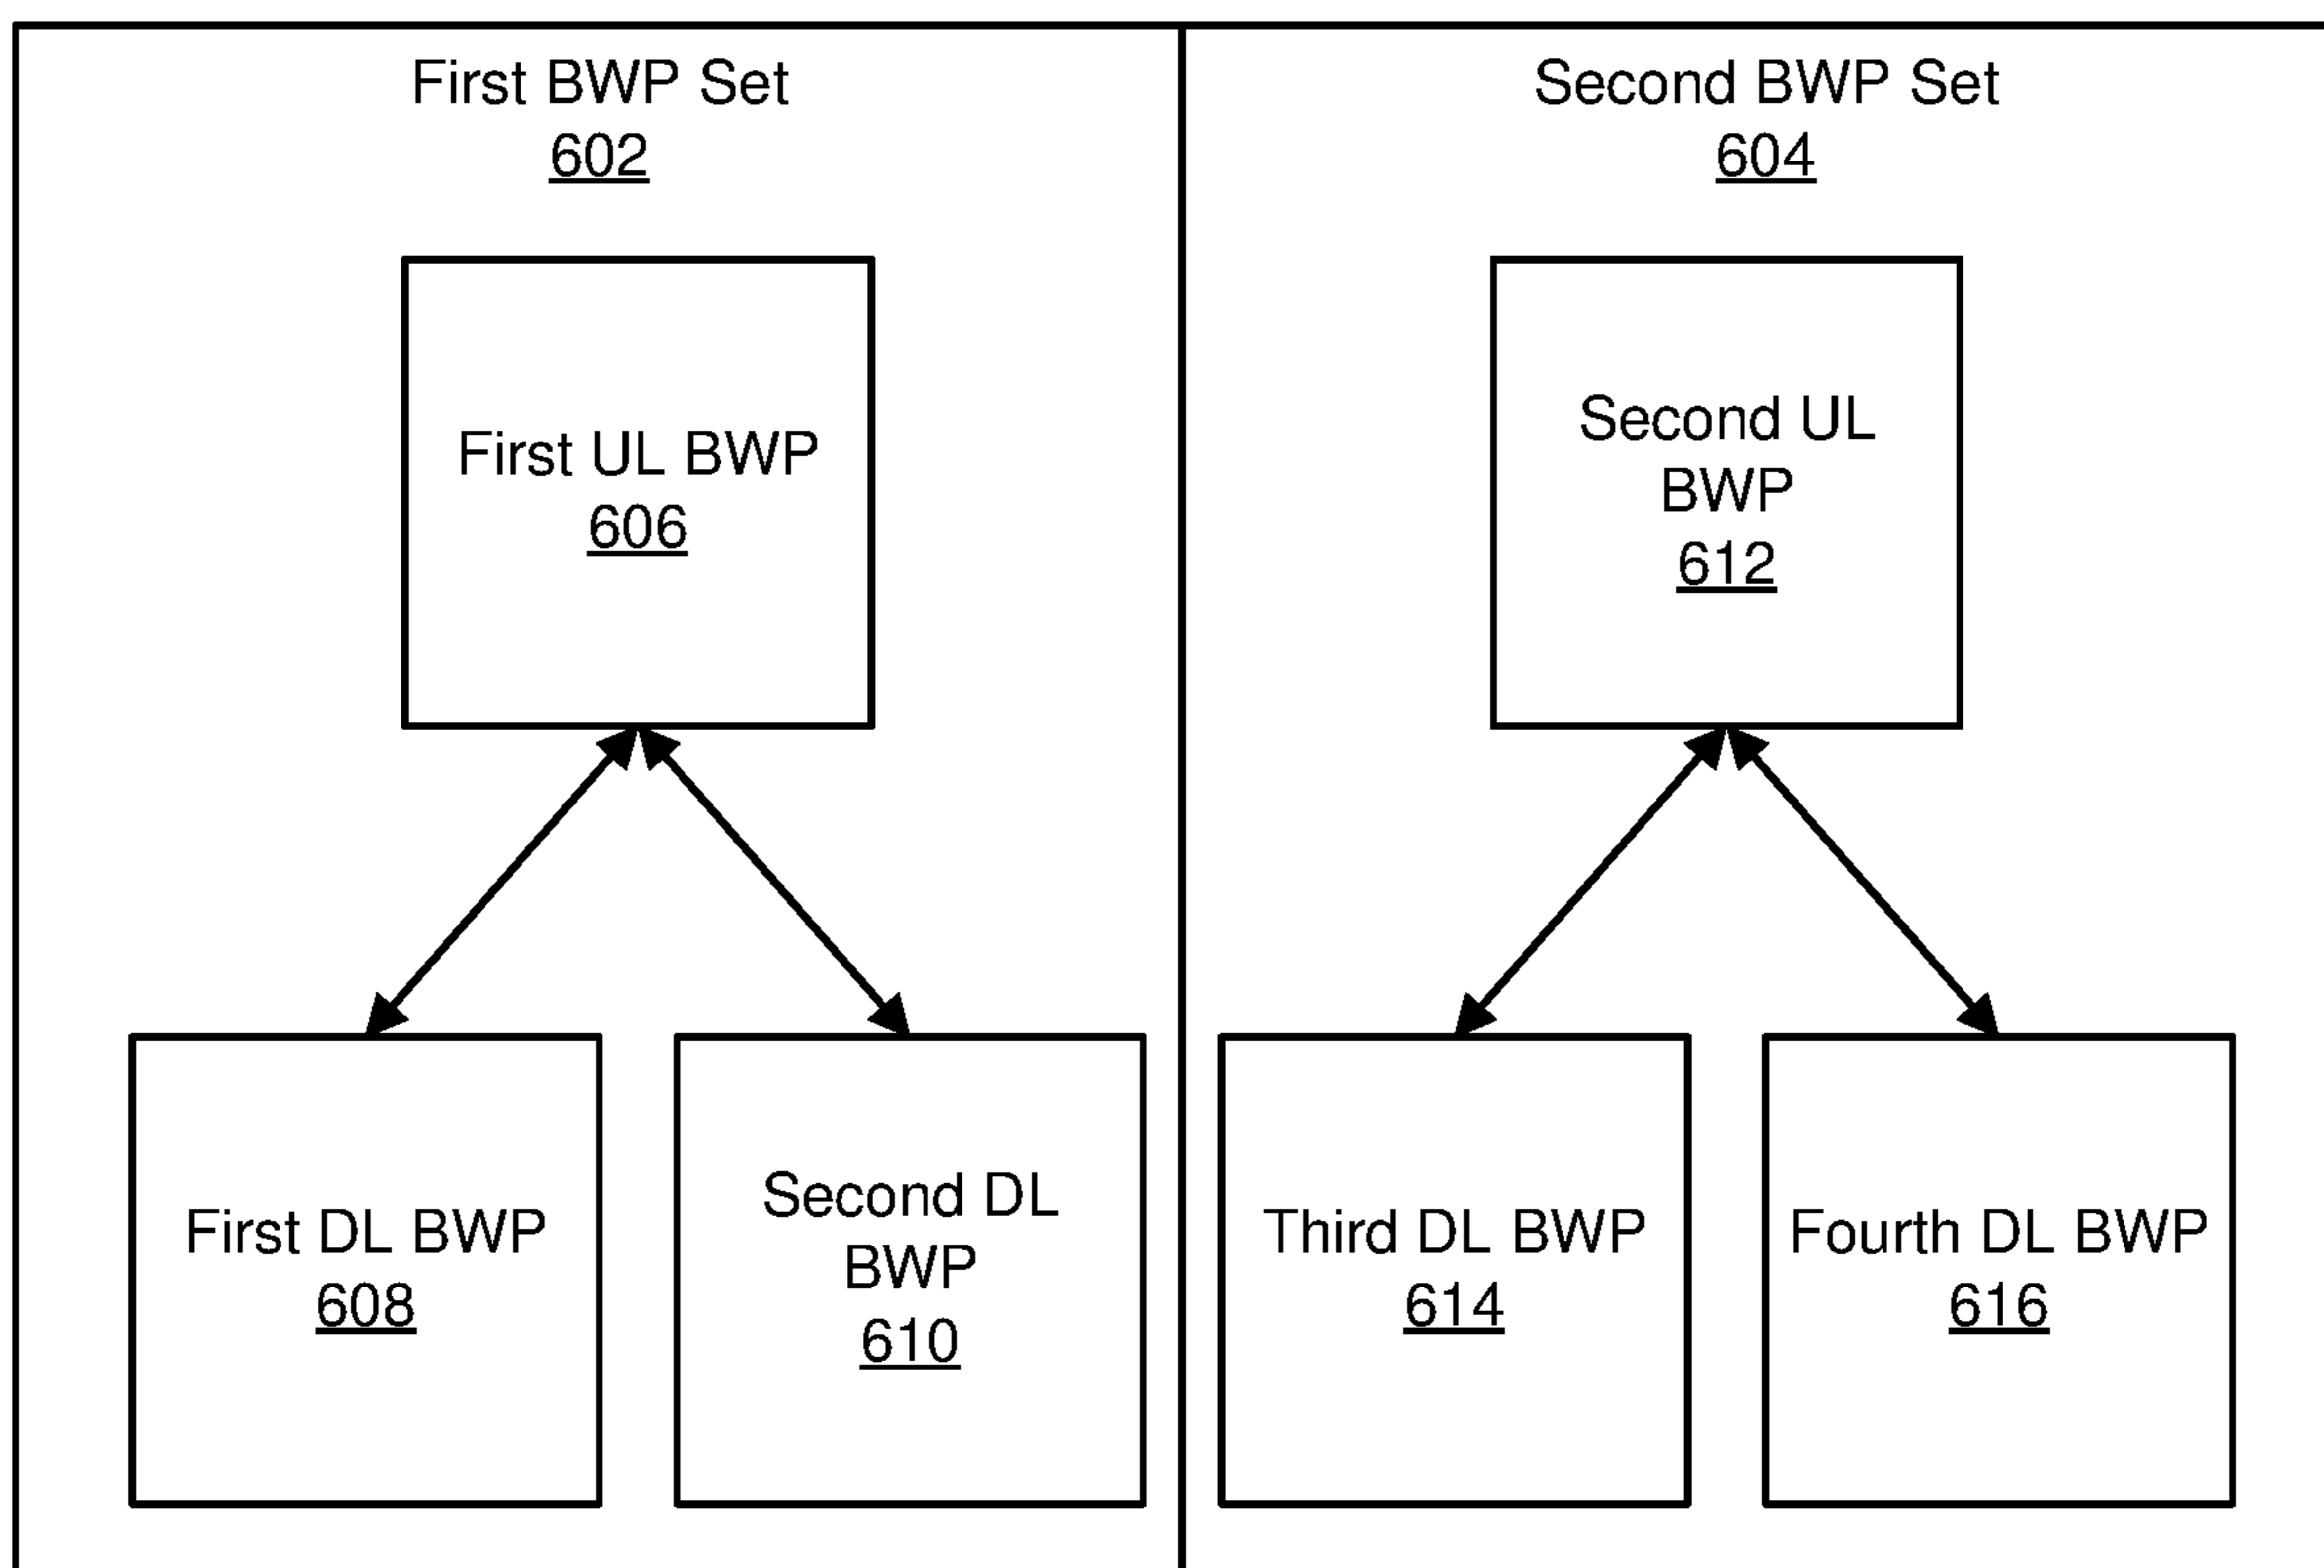 First BWP Set
602
Second BWP Set
604
First UL BWP
606
Second UL
BWP
612
First DL BWP
608
Second DL
BWP
610
Third DL BWP
614
Fourth DL BWP
616